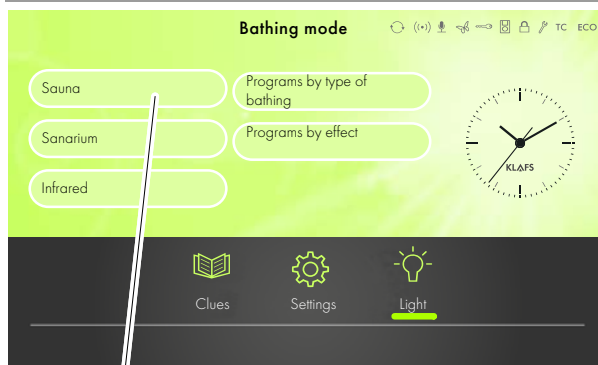 Bathing mode
TC ECO
Sauna
Programs by type of
bathing
Sanarium
Programs by effect
Infrared
KLAFS
Clues Settings Light